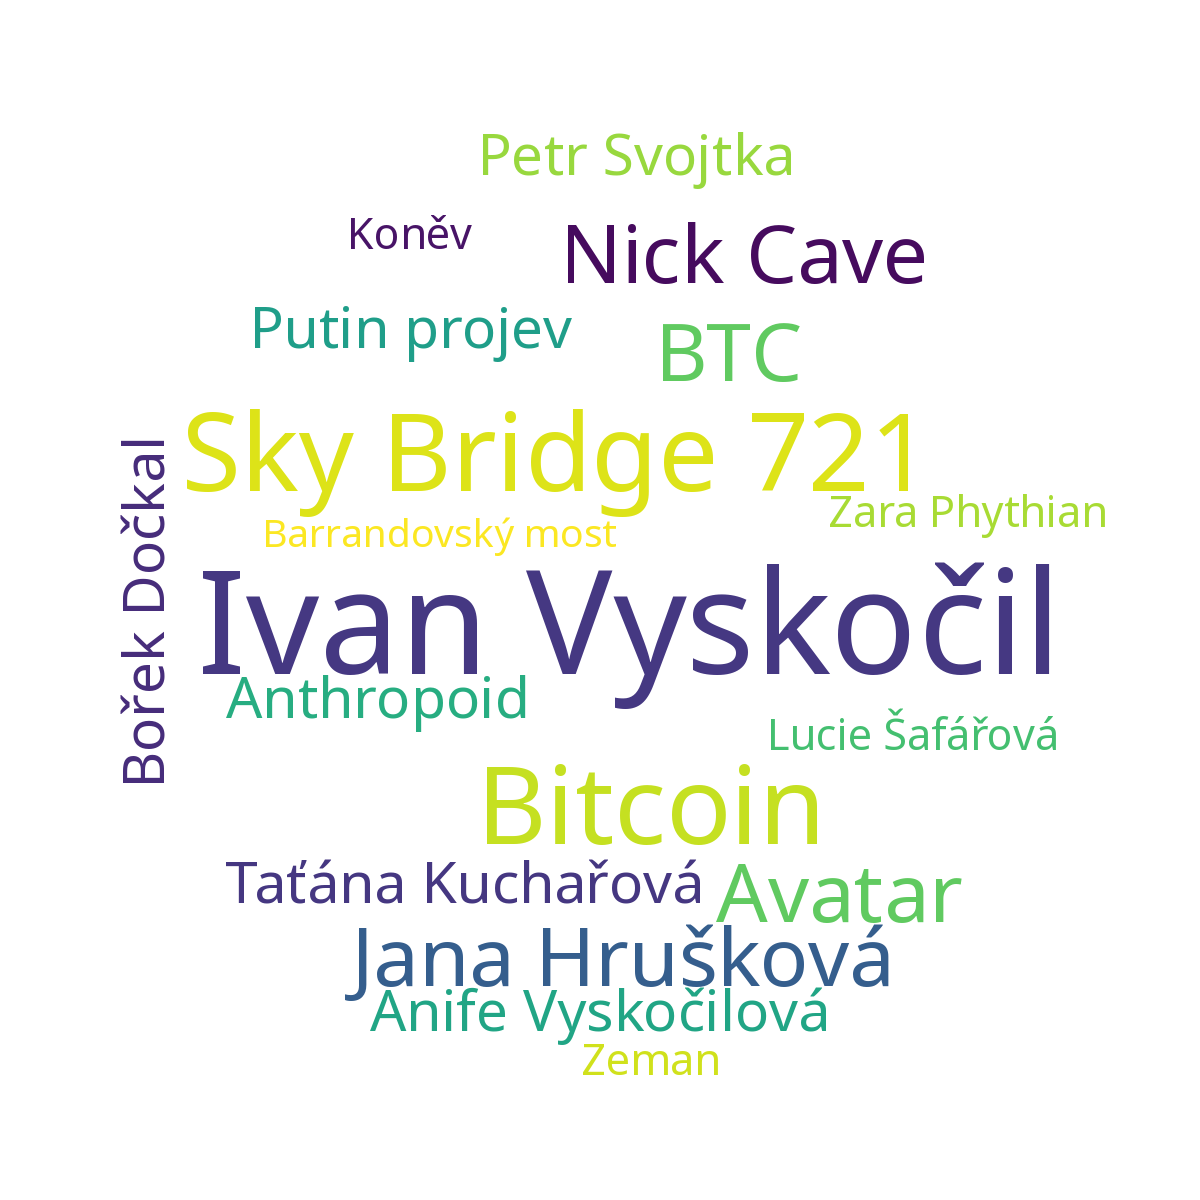 Petr Svojtka
Koněv
Nick Cave
Putin projev
BTC
Sky Bridge 721
Zara Phythian
Barrandovský most
Bořek Dočkal
Ivan Vyskočil
Anthropoid
Lucie Šafářová
Bitcoin
Taťána Kuchařová
Avatar
Jana Hrušková
Anife Vyskočilová
Zeman